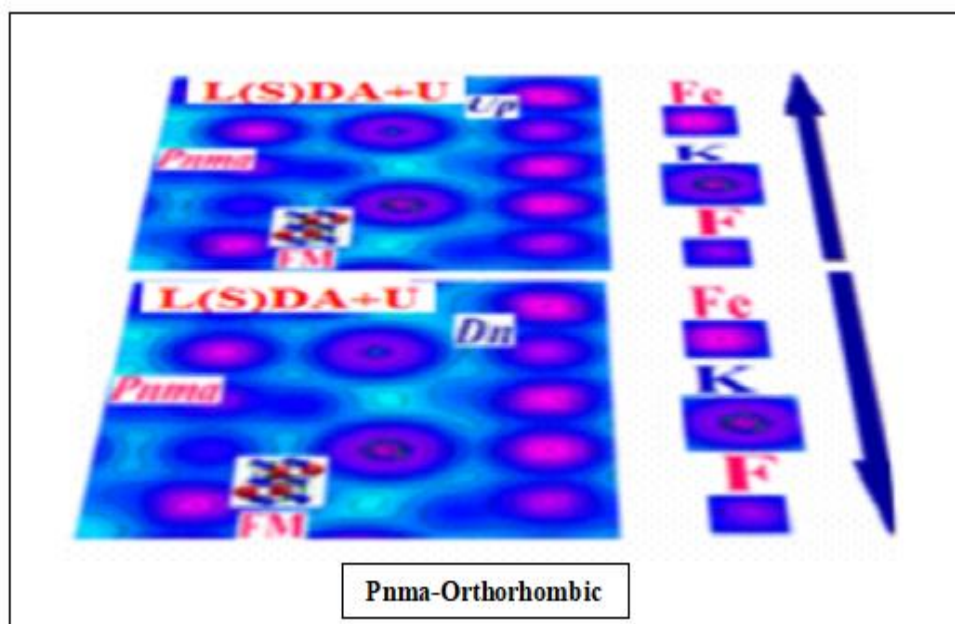 L(S)DA+U
Up
Pnma
FM
Fe
K
F
L(S)DA+U
Dn
Pnma
FM
Fe
K
F
Pnma-Orthorhombic